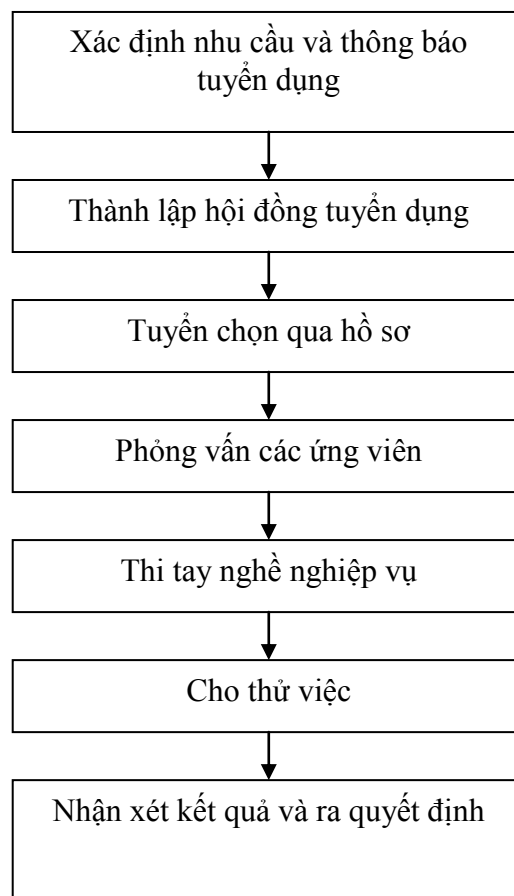 Xác định nhu cầu và thông báo
tuyển dụng
Thành lập hội đồng tuyển dụng
Tuyển chọn qua hồ sơ
Phỏng vấn các ứng viên
Thi tay nghề nghiệp vụ
Cho thử việc
Nhận xét kết quả và ra quyết định